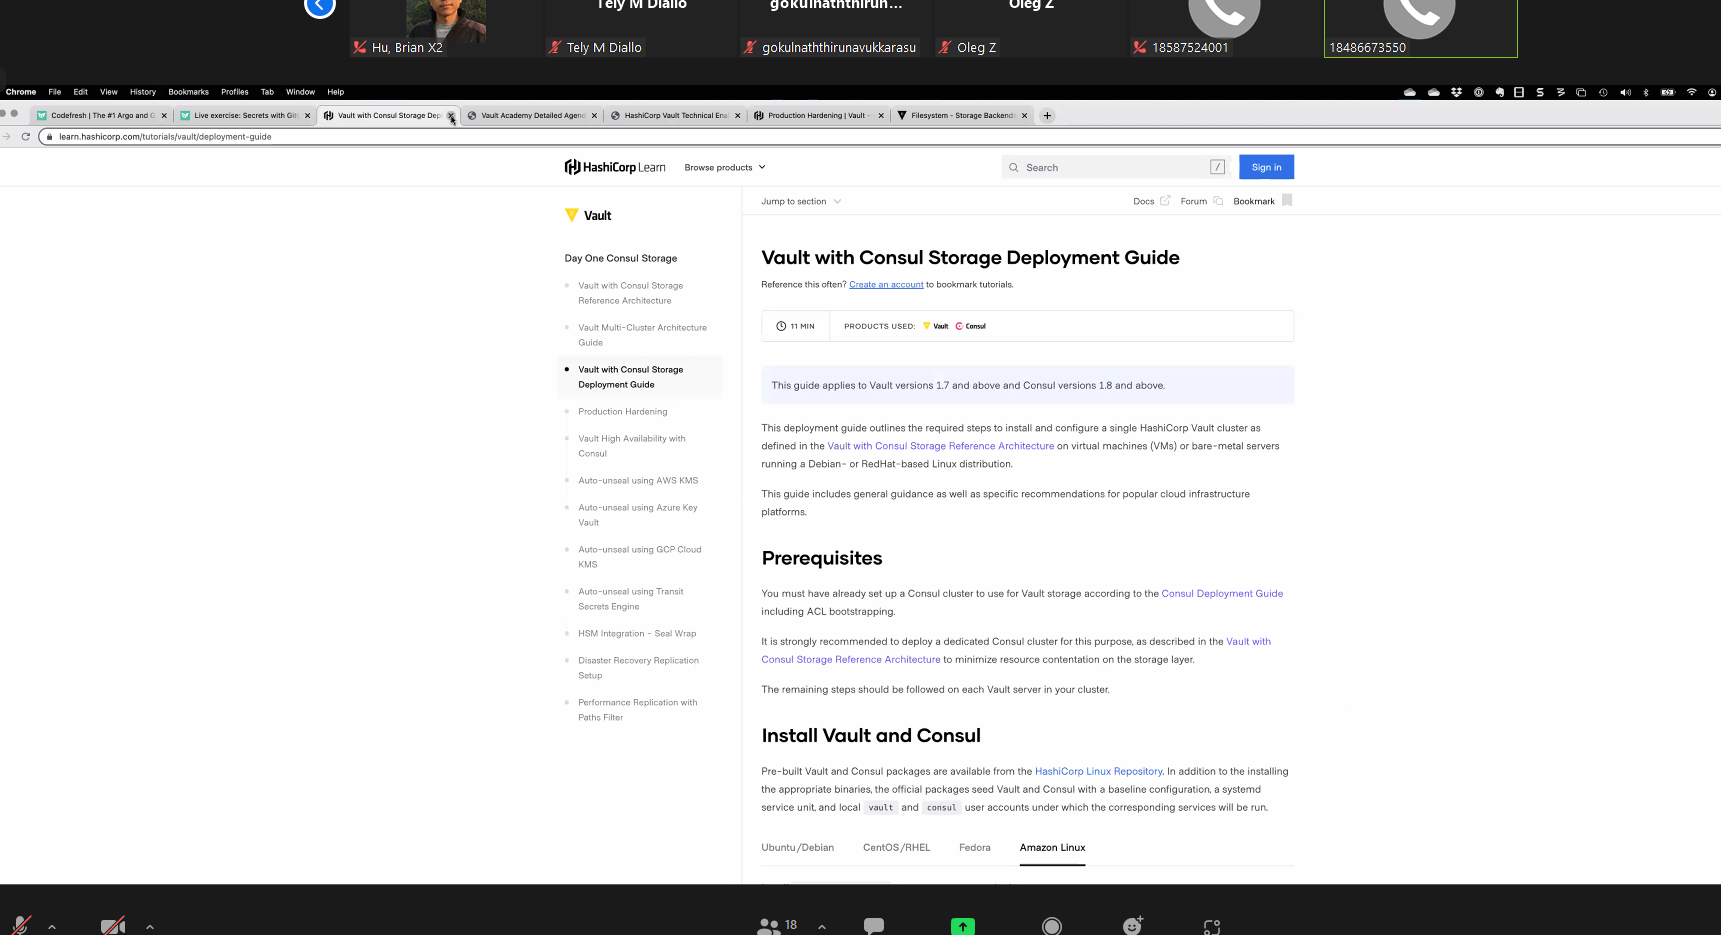 Tely M Diallo
gokulnaththirun...
Oleg Z
Hu, Brian X2
Tely M Diallo
gokulnaththirunavukkarasu
Oleg Z
18587524001
18486673550
Chrome File Edit View History Bookmarks Profiles Tab Window Help
Codefresh | The #1 Argo and G
Live exercise: Secrets with Git
Vault with Consul Storage Dep
Vault Academy Detailed Agend
HashiCorp Vault Technical Ena
Production Hardening | Vault -
Filesystem - Storage Backends
learn.hashicorp.com/tutorials/vault/deployment-guide
HashiCorp Learn
Browse products
Search
/
Sign in
Vault
Jump to section
Docs
Forum
Bookmark
Day One Consul Storage
Vault with Consul Storage
Reference Architecture
Vault Multi-Cluster Architecture
Guide
Vault with Consul Storage
Deployment Guide
Production Hardening
Vault High Availability with
Consul
Auto-unseal using AWS KMS
Auto-unseal using Azure Key
Vault
Auto-unseal using GCP Cloud
KMS
Auto-unseal using Transit
Secrets Engine
HSM Integration - Seal Wrap
Disaster Recovery Replication
Setup
Performance Replication with
Paths Filter
Vault with Consul Storage Deployment Guide
Reference this often? Create an account to bookmark tutorials.
11 MIN
PRODUCTS USED: Vault Consul
This guide applies to Vault versions 1.7 and above and Consul versions 1.8 and above.
This deployment guide outlines the required steps to install and configure a single HashiCorp Vault cluster as
defined in the Vault with Consul Storage Reference Architecture on virtual machines (VMs) or bare-metal servers
running a Debian- or RedHat-based Linux distribution.
This guide includes general guidance as well as specific recommendations for popular cloud infrastructure
platforms.
Prerequisites
You must have already set up a Consul cluster to use for Vault storage according to the Consul Deployment Guide
including ACL bootstrapping.
It is strongly recommended to deploy a dedicated Consul cluster for this purpose, as described in the Vault with
Consul Storage Reference Architecture to minimize resource contentation on the storage layer.
The remaining steps should be followed on each Vault server in your cluster.
Install Vault and Consul
Pre-built Vault and Consul packages are available from the HashiCorp Linux Repository. In addition to the installing
the appropriate binaries, the official packages seed Vault and Consul with a baseline configuration, a systemd
service unit, and local vault and consul user accounts under which the corresponding services will be run.
Ubuntu/Debian CentOS/RHEL Fedora Amazon Linux
18